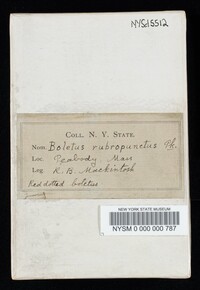 NYSf5512
COLL. N. Y. STATE.
Nom. Boletus rubropunctus Pk.
Loc. Peabody, Mass
Leg. R. B. Mackintosh
Red dotted boletus
NEW YORK STATE MUSEUM
NYSM 0 000 000 787